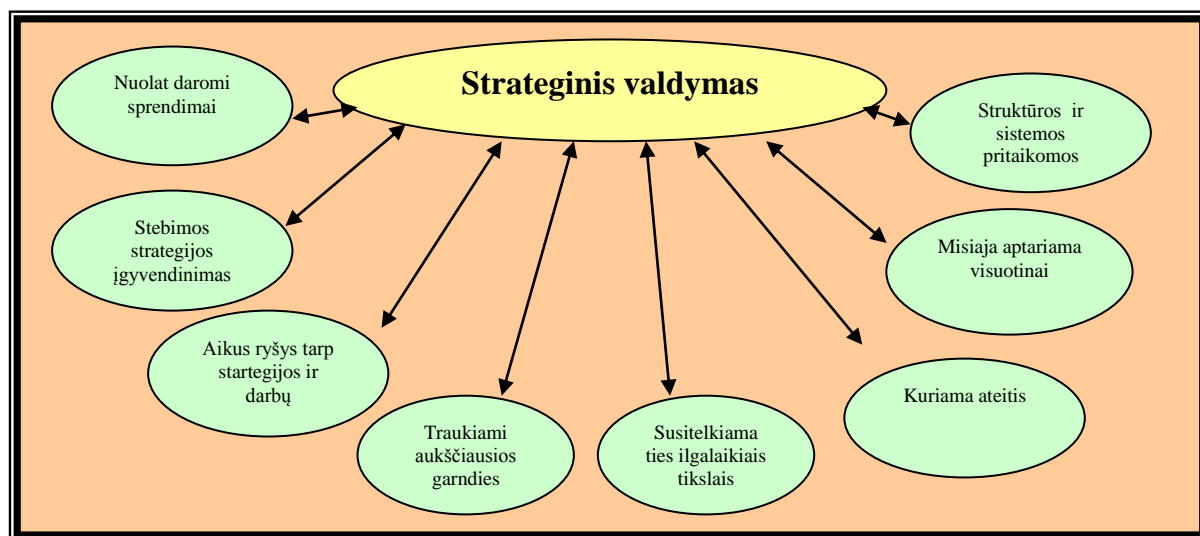 Strateginis valdymas
Nuolat daromi
sprendimai
Stebimos
strategijos
įgyvendinimas
Aikus ryšys tarp
startegijos ir
darbų
Traukiami
aukščiausios
garndies
Susitelkiama
ties ilgalaikiais
tikslais
Kuriama ateitis
Misiaja aptariama
visuotinai
Struktūros ir
sistemos
pritaikomos